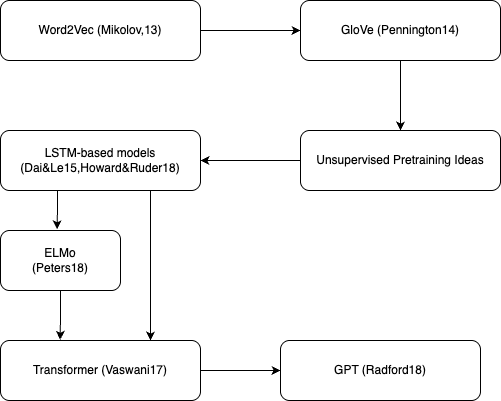 Word2Vec (Mikolov,13)
GloVe (Pennington14)
LSTM-based models
(Dai&Le15,Howard&Ruder18)
Unsupervised Pretraining Ideas
ELMo
(Peters18)
Transformer (Vaswani17)
GPT (Radford18)